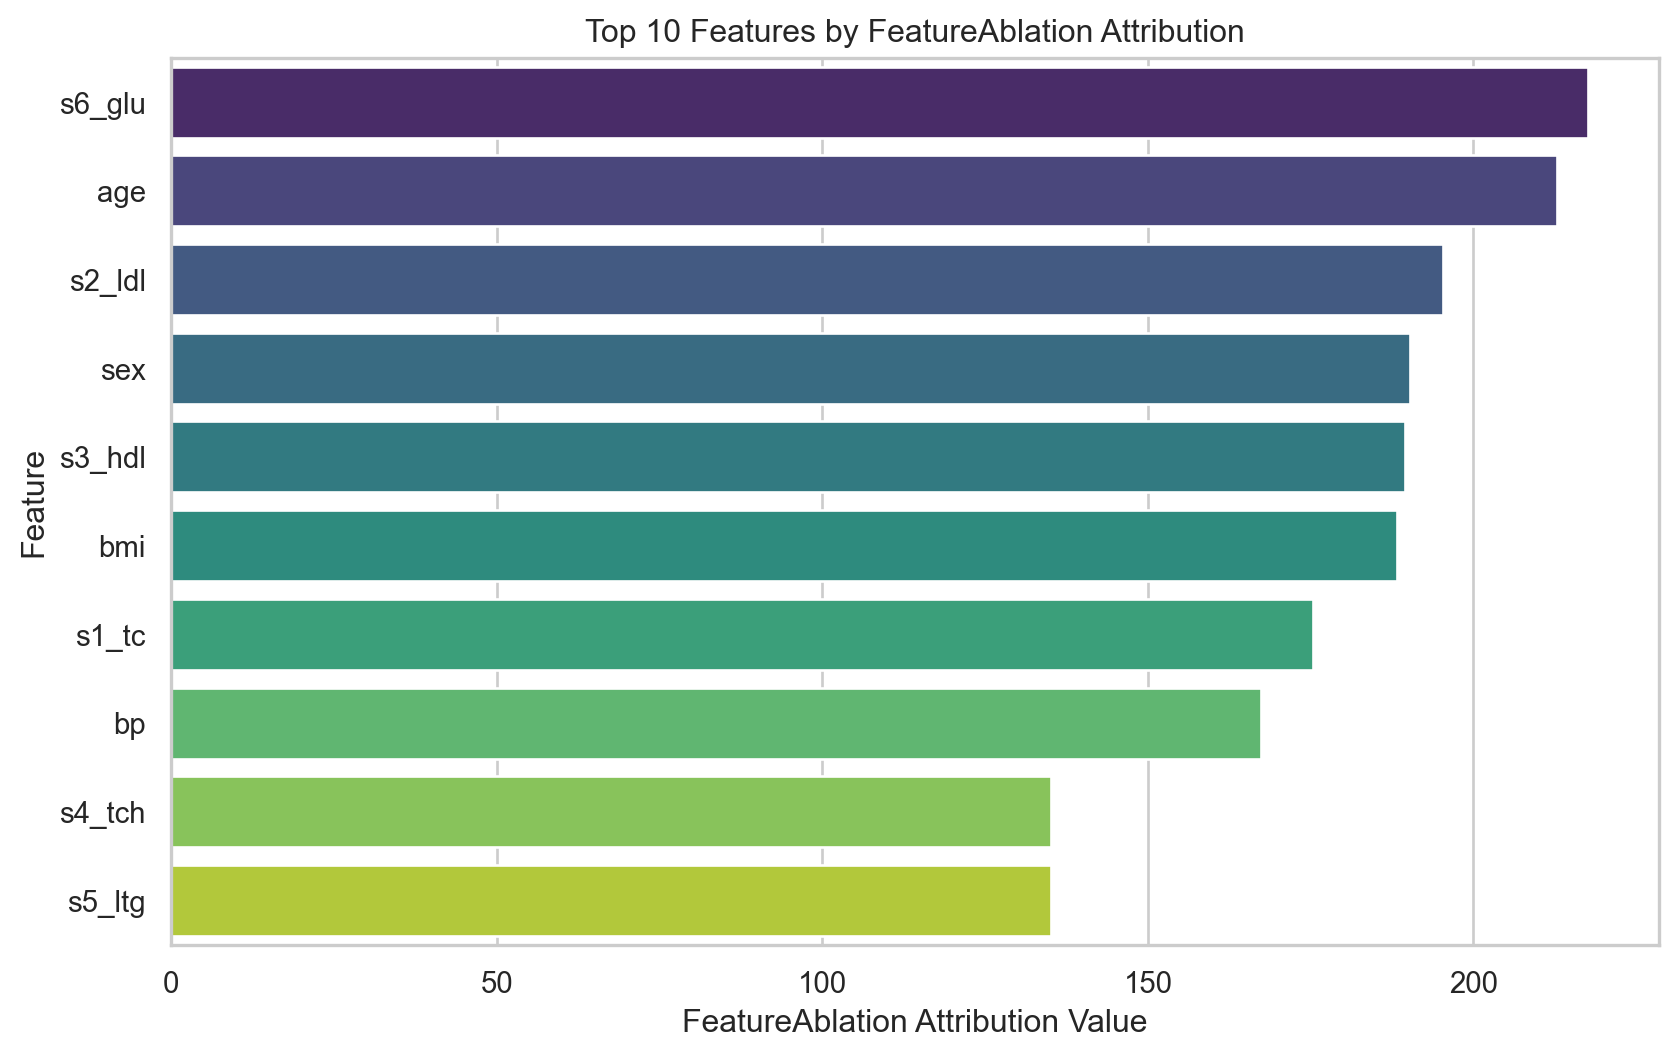 Top 10 Features by FeatureAblation Attribution
Feature
s6_glu
age
s2_ldl
sex
s3_hdl
bmi
s1_tc
bp
s4_tch
s5_ltg
0 50 100 150 200
FeatureAblation Attribution Value